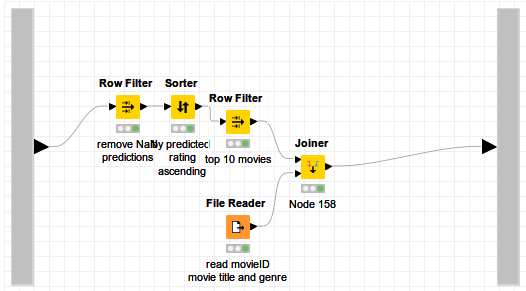 Row Filter
remove NaN
predictions
Sorter
by predicted
rating
ascending
Row Filter
top 10 movies
Joiner
Node 158
File Reader
read movieID
movie title and genre